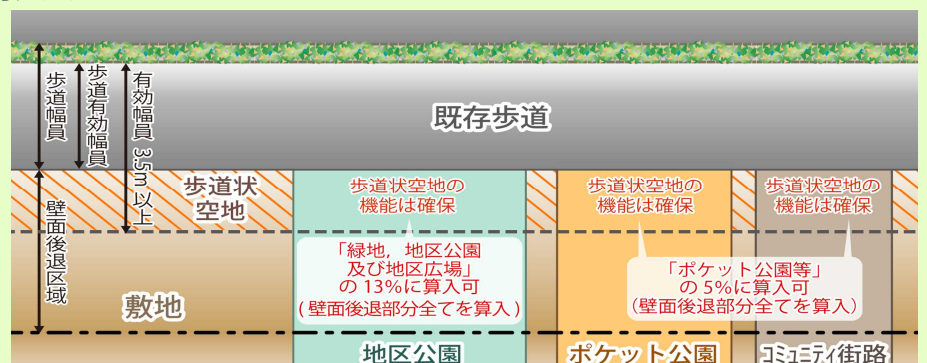 歩道幅員
歩道有効幅員
有効幅員 3.5m以上
既存歩道
壁面後退区域
歩道状
空地
歩道状空地の
機能は確保
歩道状空地の
機能は確保
歩道状空地の
機能は確保
「緑地，地区公園
及び地区広場」
の 13%に算入可
(壁面後退部分全てを算入)
「ポケット公園等」
の 5%に算入可
(壁面後退部分全てを算入)
敷地
地区公園
ポケット公園
コミュニティ街路